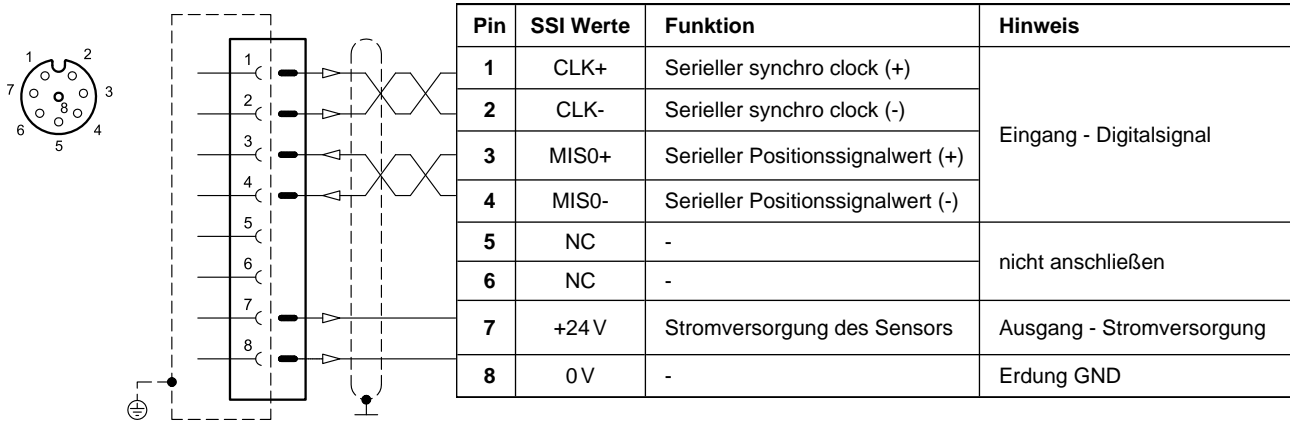 1 2
7 8 3
6 4
5
1
2
3
4
5
6
7
8
Pin SSI Werte Funktion Hinweis
1 CLK+ Serieller synchro clock (+)
2 CLK- Serieller synchro clock (-)
Eingang - Digitalsignal
3 MIS0+ Serieller Positionssignalwert (+)
4 MIS0- Serieller Positionssignalwert (-)
5 NC -
nicht anschließen
6 NC -
7 +24 V Stromversorgung des Sensors Ausgang - Stromversorgung
8 0 V - Erdung GND